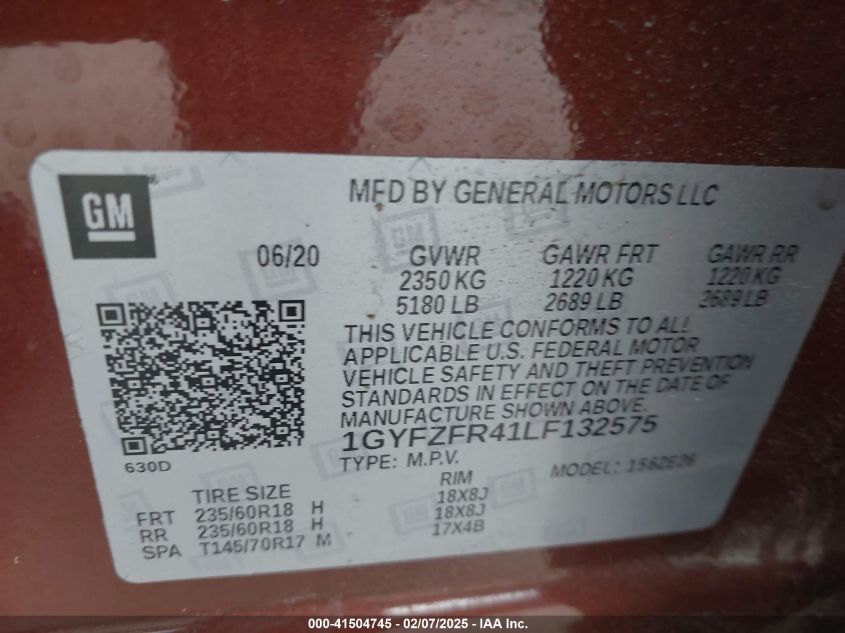 GM
MFD BY GENERAL MOTORS LLC
06/20 GVWR GAWR FRT GAWR RR
2350 KG 1220 KG 1220 KG
5180 LB 2689 LB 2689 LB
THIS VEHICLE CONFORMS TO ALL
APPLICABLE U.S. FEDERAL MOTOR
VEHICLE SAFETY AND THEFT PREVENTION
STANDARDS IN EFFECT ON THE DATE OF
MANUFACTURE SHOWN ABOVE.
1GYFZFR41LF132575
630D
TYPE: M.P.V. MODEL:
TIRE SIZE RIM
FRT 235/60R18 H 18X8J
RR 235/60R18 H 18X8J
SPA T145/70R17 M 17X4B
000-41504745 - 02/07/2025 - IAA Inc.